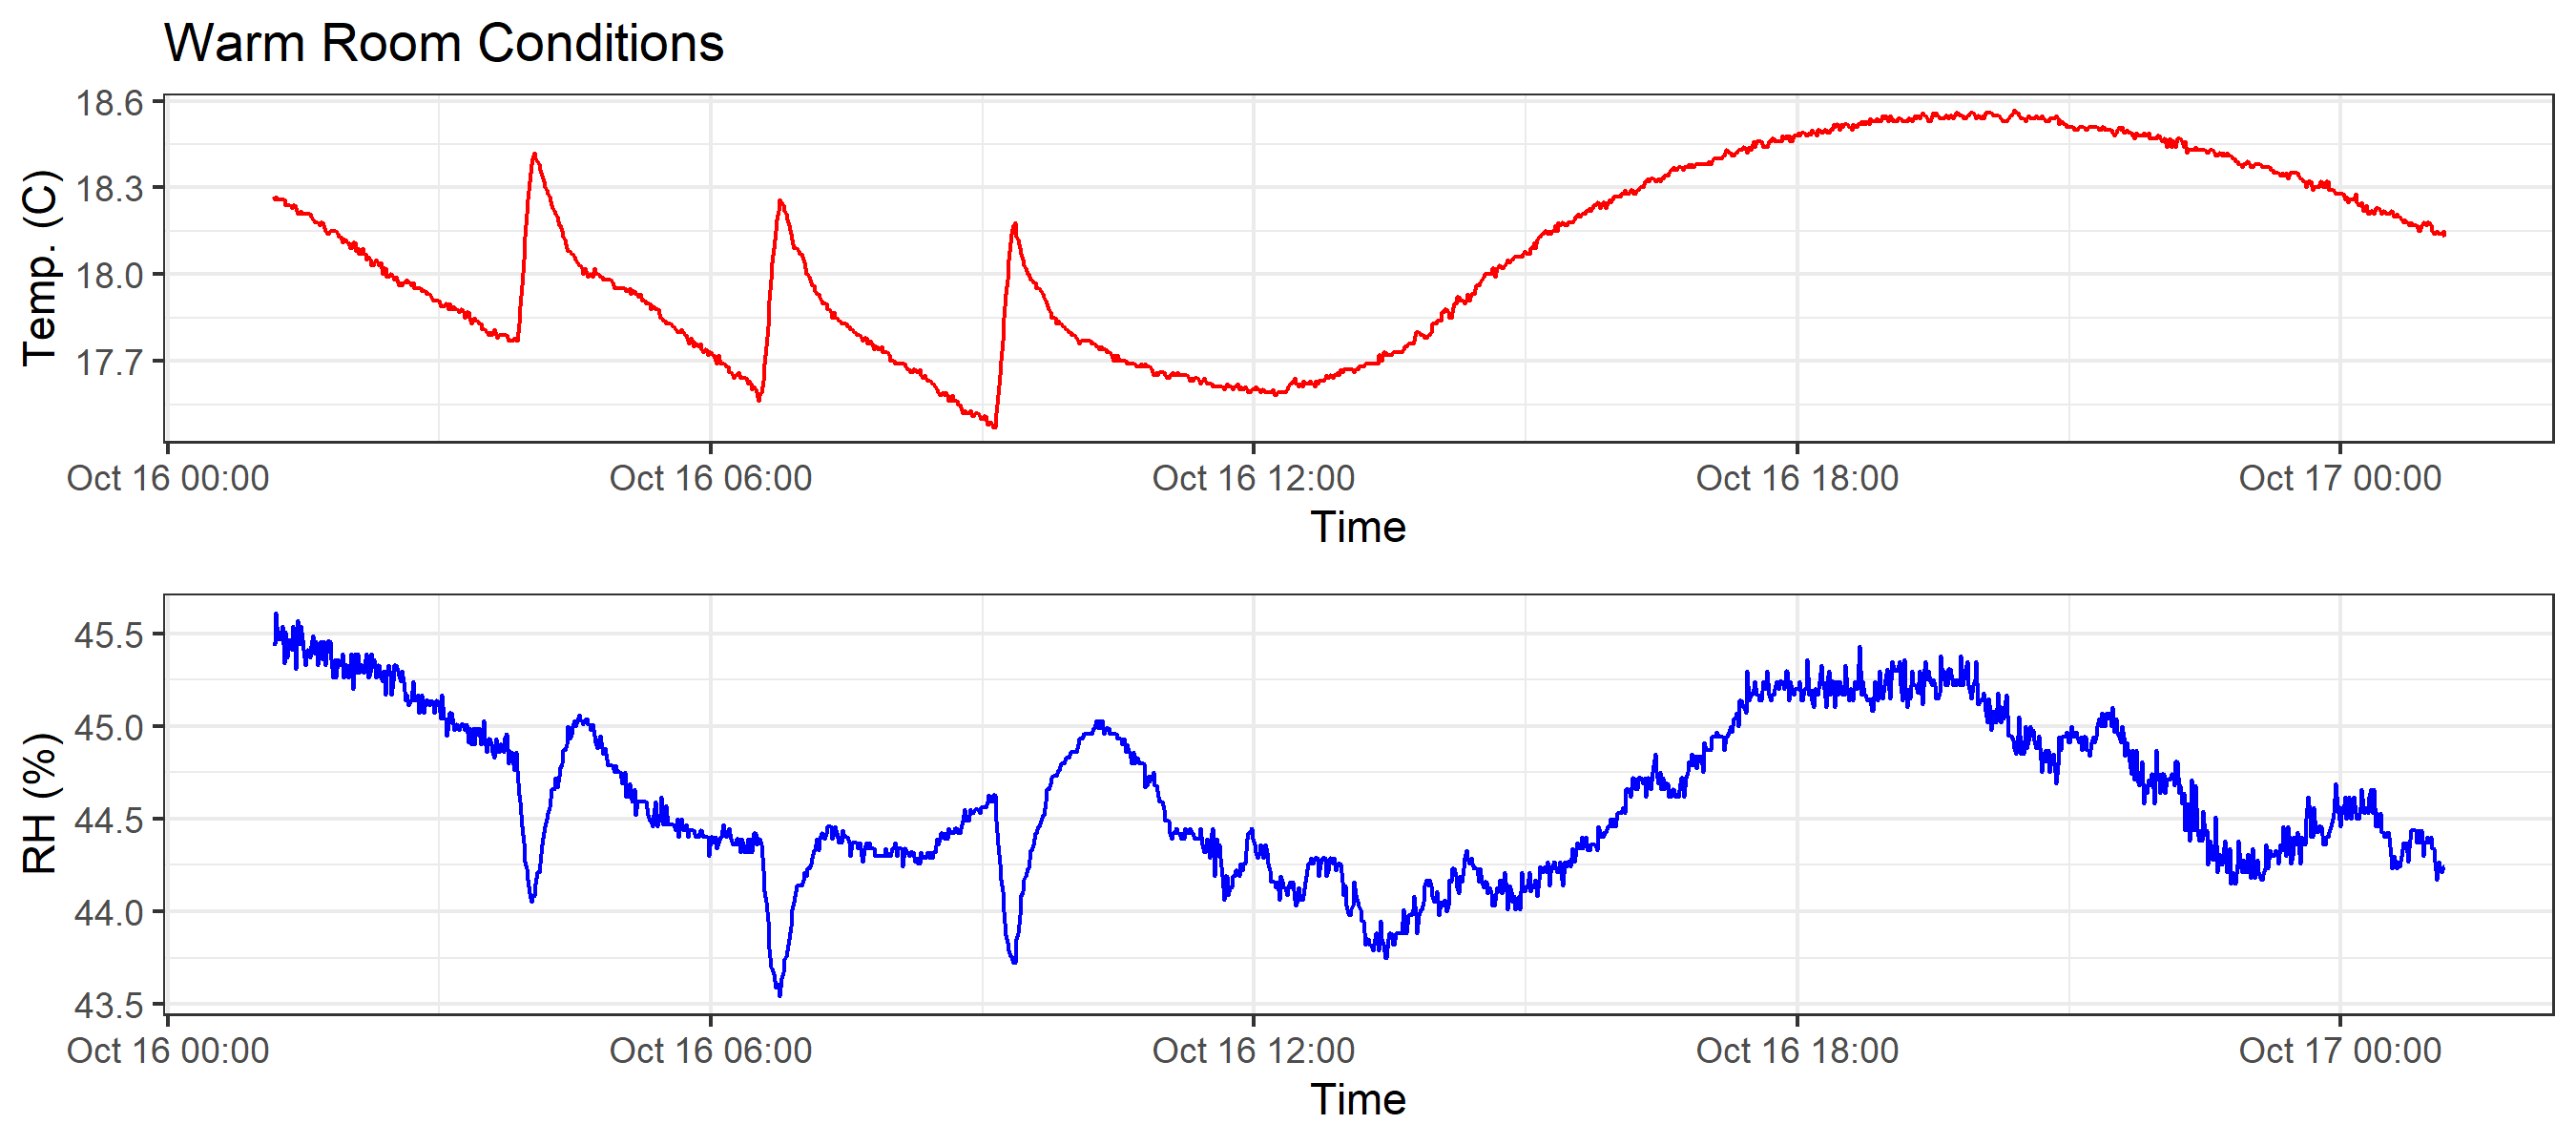 Warm Room Conditions
Temp. (C)
18.6
18.3
18.0
17.7
Oct 16 00:00 Oct 16 06:00 Oct 16 12:00 Oct 16 18:00 Oct 17 00:00
Time
RH (%)
45.5
45.0
44.5
44.0
43.5
Oct 16 00:00 Oct 16 06:00 Oct 16 12:00 Oct 16 18:00 Oct 17 00:00
Time